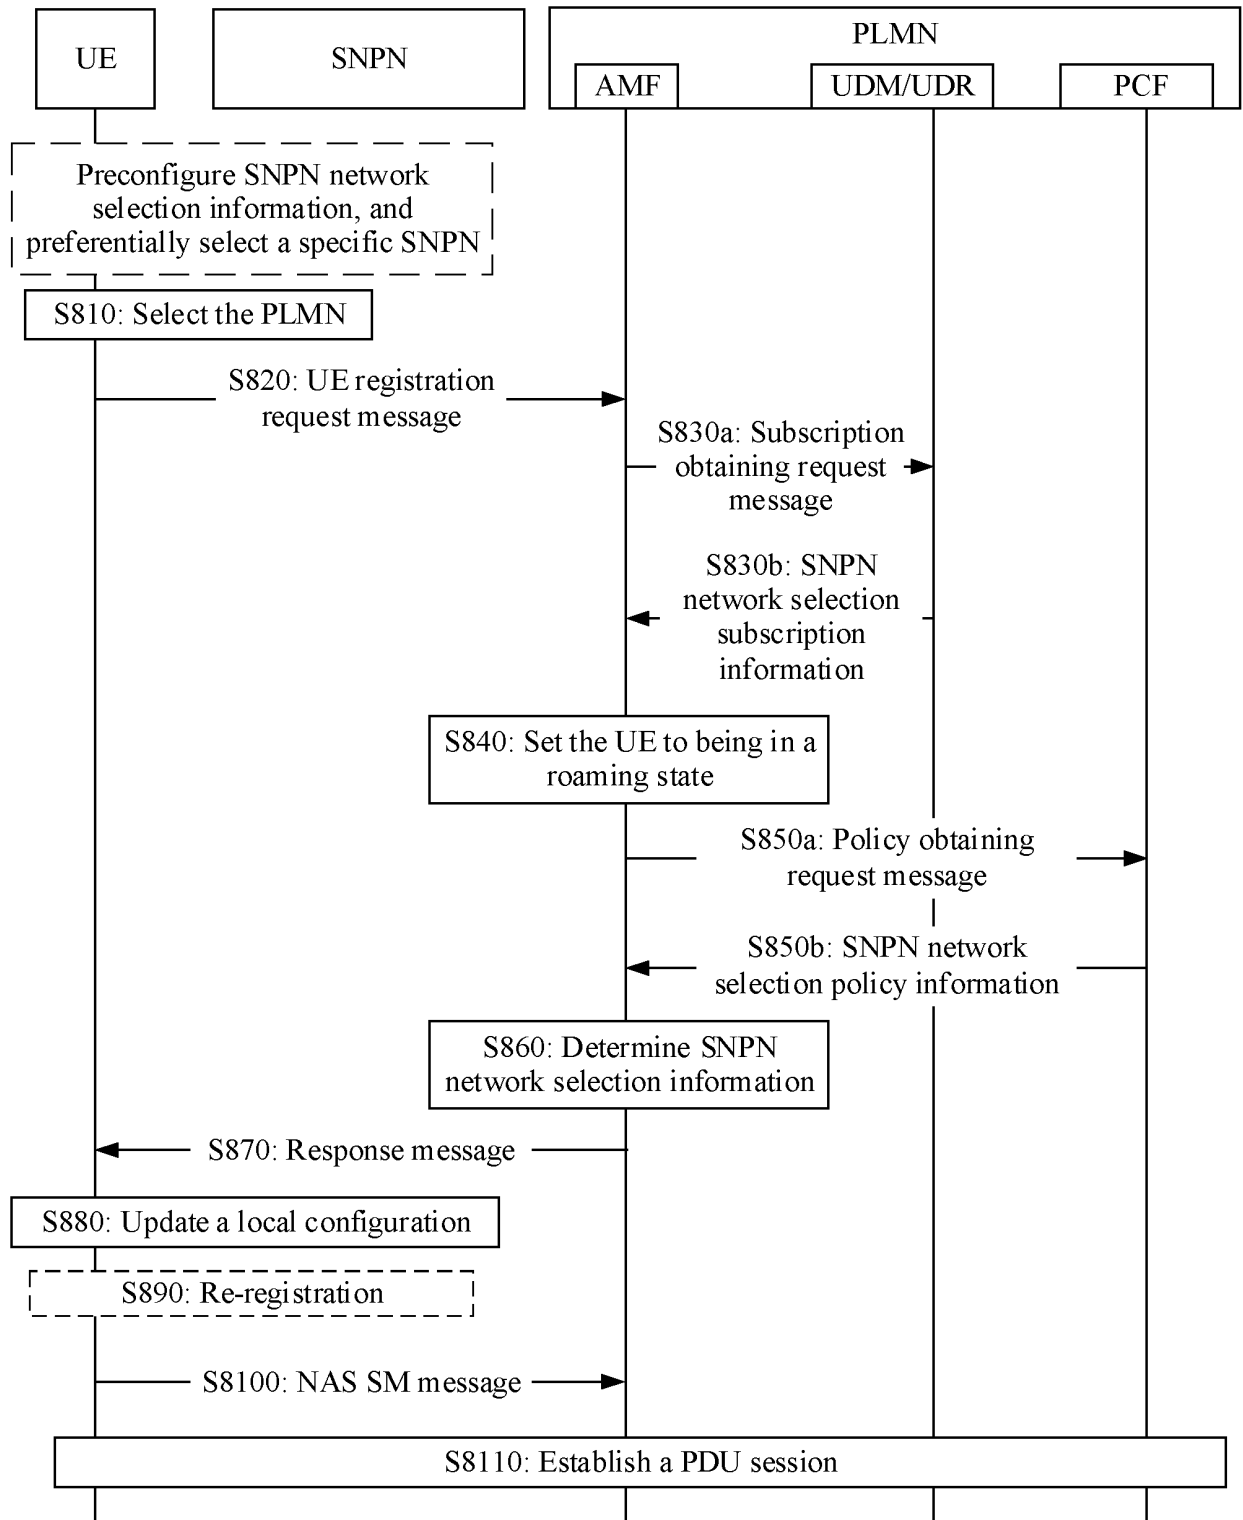 UE
SNPN
PLMN
AMF
UDM/UDR
PCF
Preconfigure SNPN network
selection information, and
preferentially select a specific SNPN
S810: Select the PLMN
S820: UE registration
request message
S830a: Subscription
obtaining request
message
S830b: SNPN
network selection
subscription
information
S840: Set the UE to being in a
roaming state
S850a: Policy obtaining
request message
S850b: SNPN network
selection policy information
S860: Determine SNPN
network selection information
S870: Response message
S880: Update a local configuration
S890: Re-registration
S8100: NAS SM message
S8110: Establish a PDU session